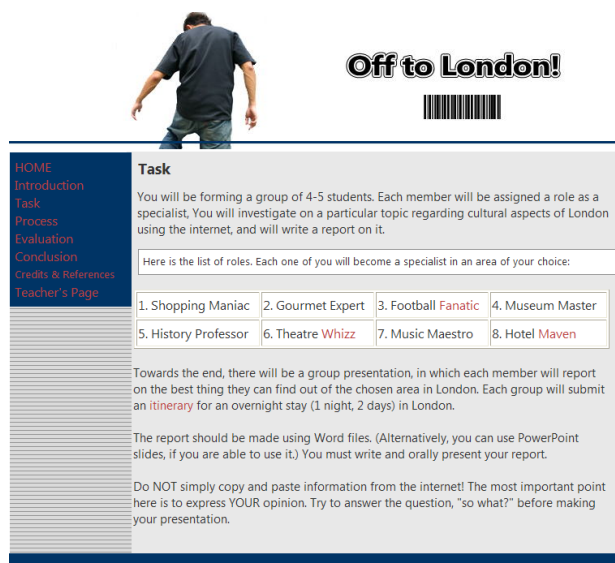 Off to London!
HOME
Introduction
Task
Process
Evaluation
Conclusion
Credits & References
Teacher's Page
Task
You will be forming a group of 4-5 students. Each member will be assigned a role as a
specialist, You will investigate on a particular topic regarding cultural aspects of London
using the internet, and will write a report on it.
Here is the list of roles. Each one of you will become a specialist in an area of your choice:
1. Shopping Maniac 2. Gourmet Expert 3. Football Fanatic 4. Museum Master
5. History Professor 6. Theatre Whizz 7. Music Maestro 8. Hotel Maven
Towards the end, there will be a group presentation, in which each member will report
on the best thing they can find out of the chosen area in London. Each group will submit
an itinerary for an overnight stay (1 night, 2 days) in London.
The report should be made using Word files. (Alternatively, you can use PowerPoint
slides, if you are able to use it.) You must write and orally present your report.
Do NOT simply copy and paste information from the internet! The most important point
here is to express YOUR opinion. Try to answer the question, "so what?" before making
your presentation.